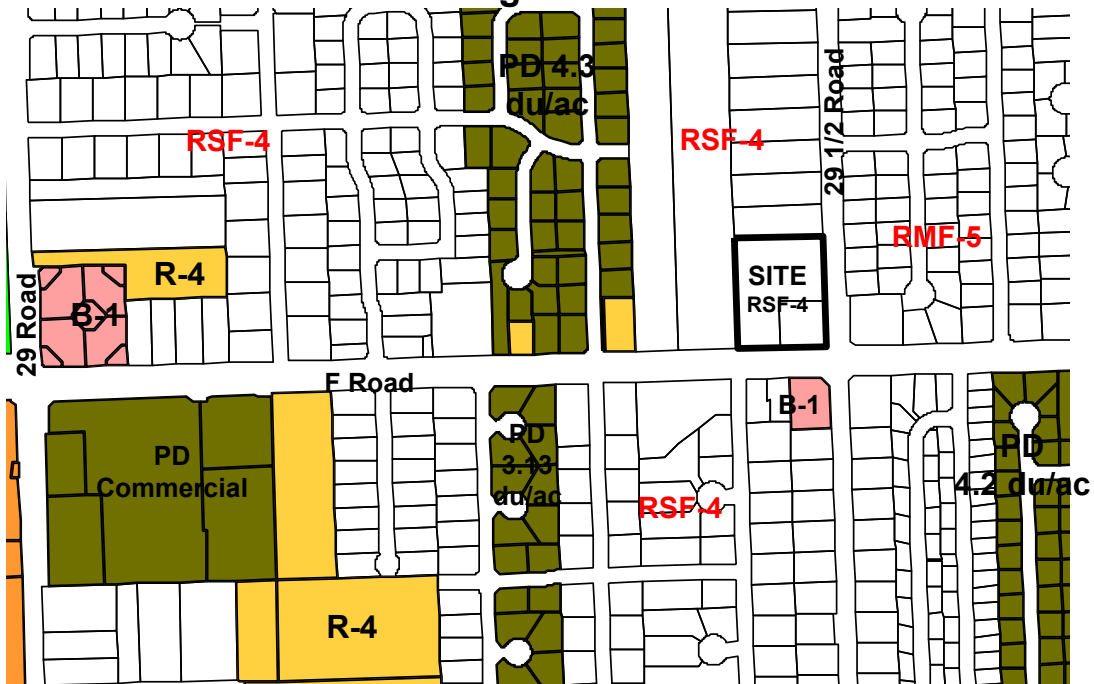 PD 4.3
du/ac
RSF-4
RSF-4
29 1/2 Road
RMF-5
R-4
SITE
RSF-4
B-1
29 Road
F Road
B-1
PD
3.13
du/ac
PD
Commercial
PD
4.2 du/ac
RSF-4
R-4